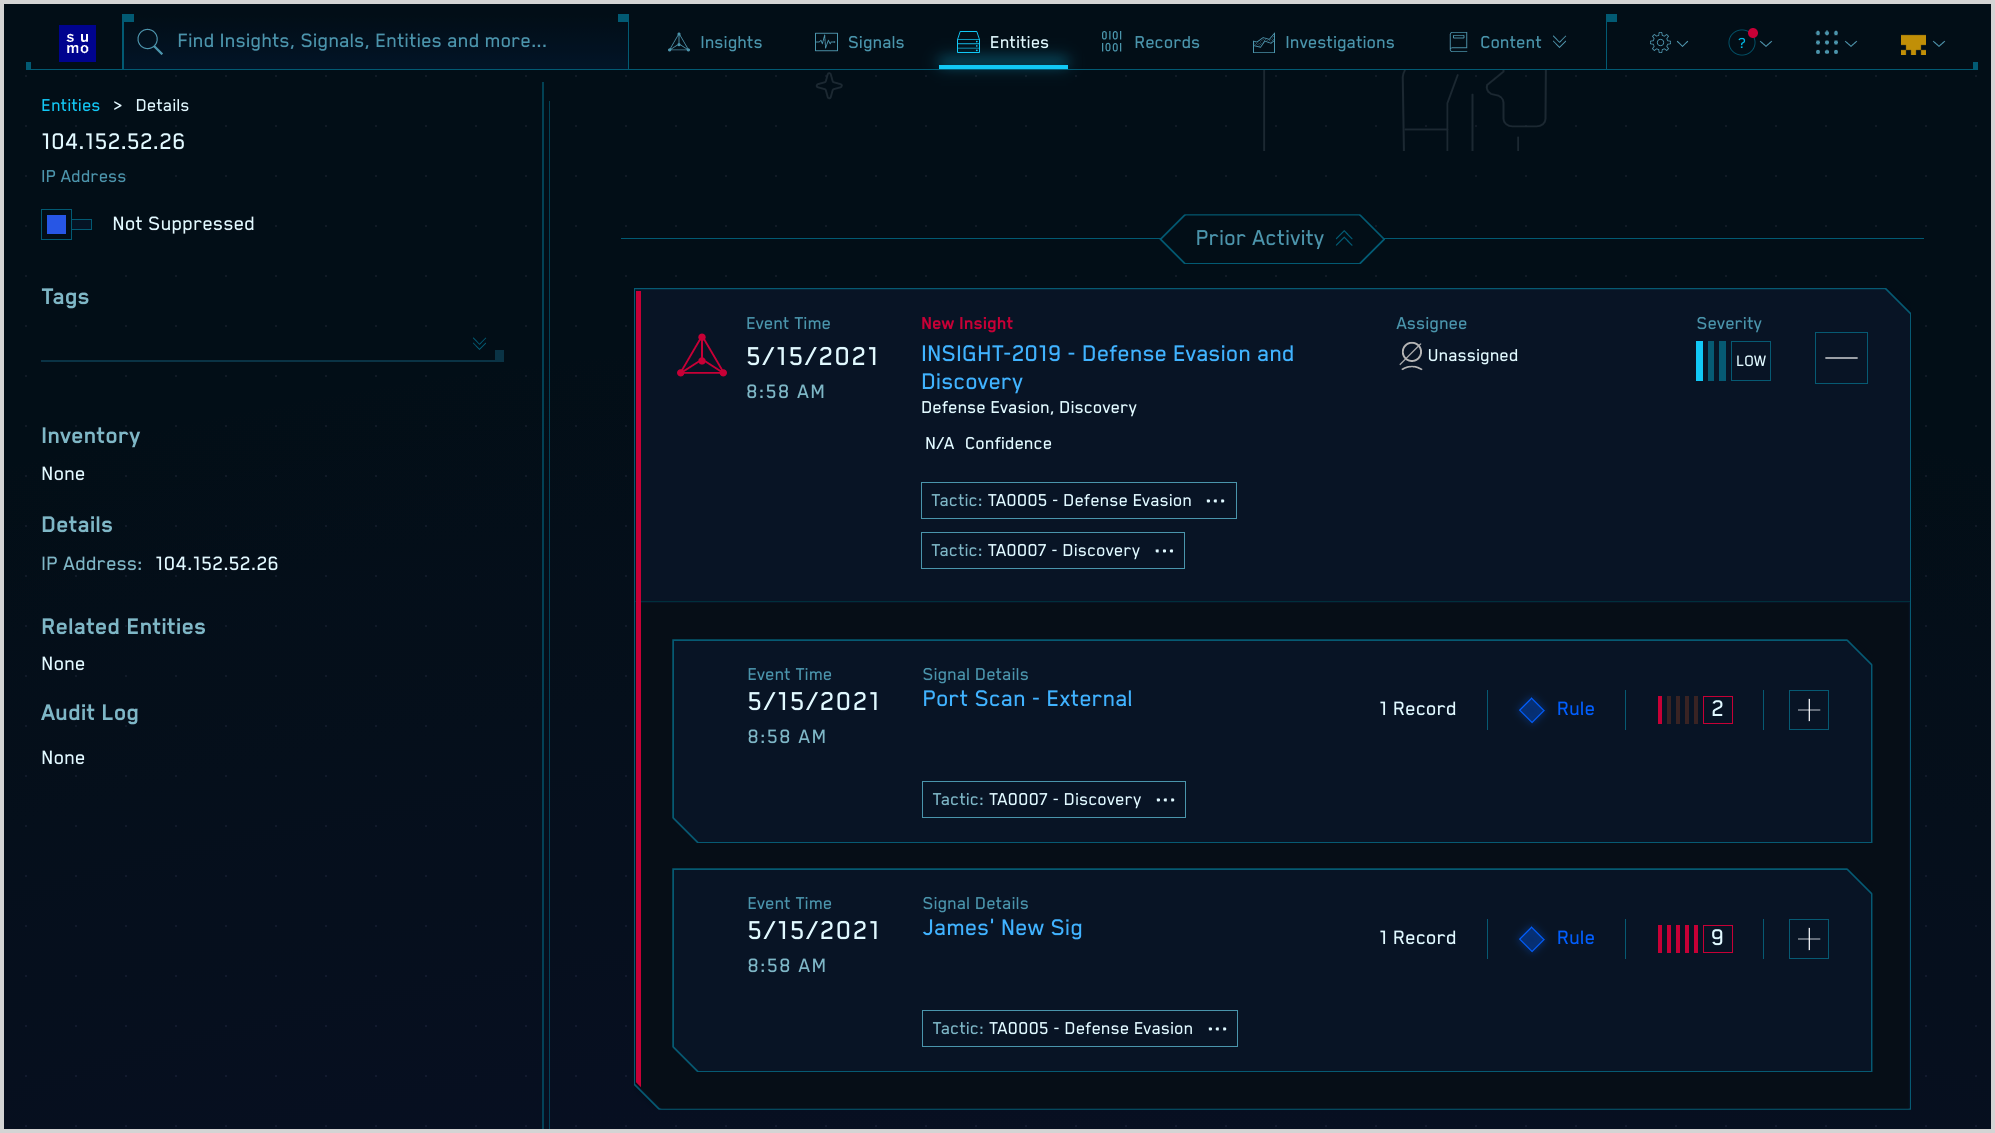 su
mo
Find Insights, Signals, Entities and more...
Insights
Signals
Entities
0101
1001
Records
Investigations
Content
?
Entities > Details
104.152.52.26
IP Address
Not Suppressed
Tags
Inventory
None
Details
IP Address: 104.152.52.26
Related Entities
None
Audit Log
None
Prior Activity
Event Time
5/15/2021
8:58 AM
New Insight
INSIGHT-2019 - Defense Evasion and
Discovery
Defense Evasion, Discovery
N/A Confidence
Tactic: TA0005 - Defense Evasion ...
Tactic: TA0007 - Discovery ...
Assignee
Unassigned
Severity
LOW
Event Time
5/15/2021
8:58 AM
Signal Details
Port Scan - External
1 Record
Rule
2
Tactic: TA0007 - Discovery ...
Event Time
5/15/2021
8:58 AM
Signal Details
James' New Sig
1 Record
Rule
9
Tactic: TA0005 - Defense Evasion ...